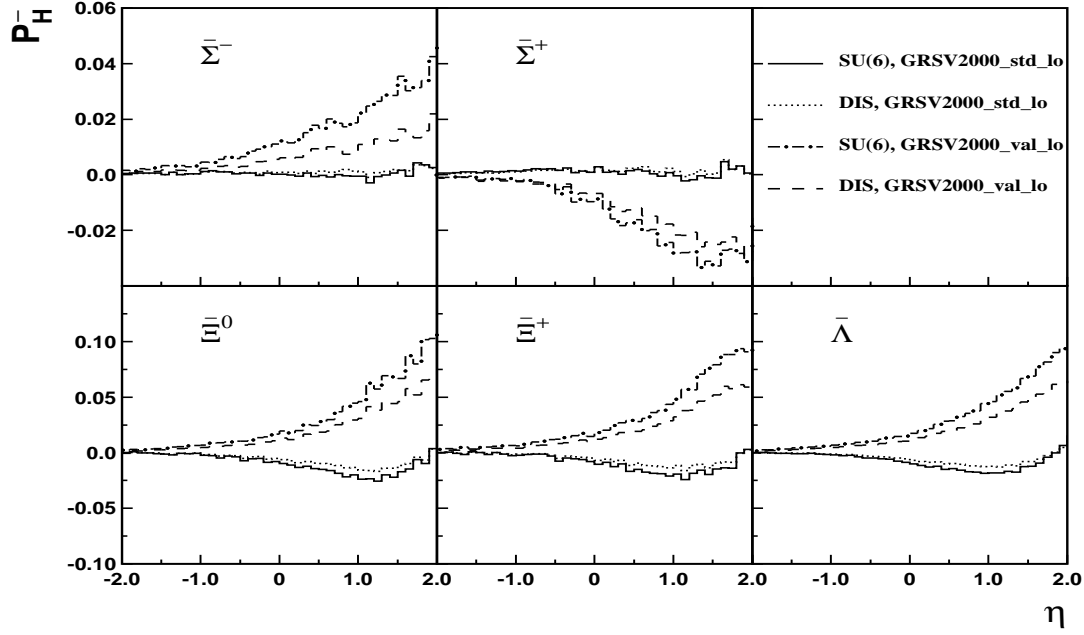 P_H̄
0.06
0.04
0.02
0.0
-0.02
Σ̄⁻
Σ̄⁺
SU(6), GRSV2000_std_lo
DIS, GRSV2000_std_lo
SU(6), GRSV2000_val_lo
DIS, GRSV2000_val_lo
0.10
0.05
0.0
-0.05
-0.10
Ξ̄⁰
Ξ̄⁺
Λ̄
-2.0 -1.0 0 1.0 2.0 -1.0 0 1.0 2.0 -1.0 0 1.0 2.0
η